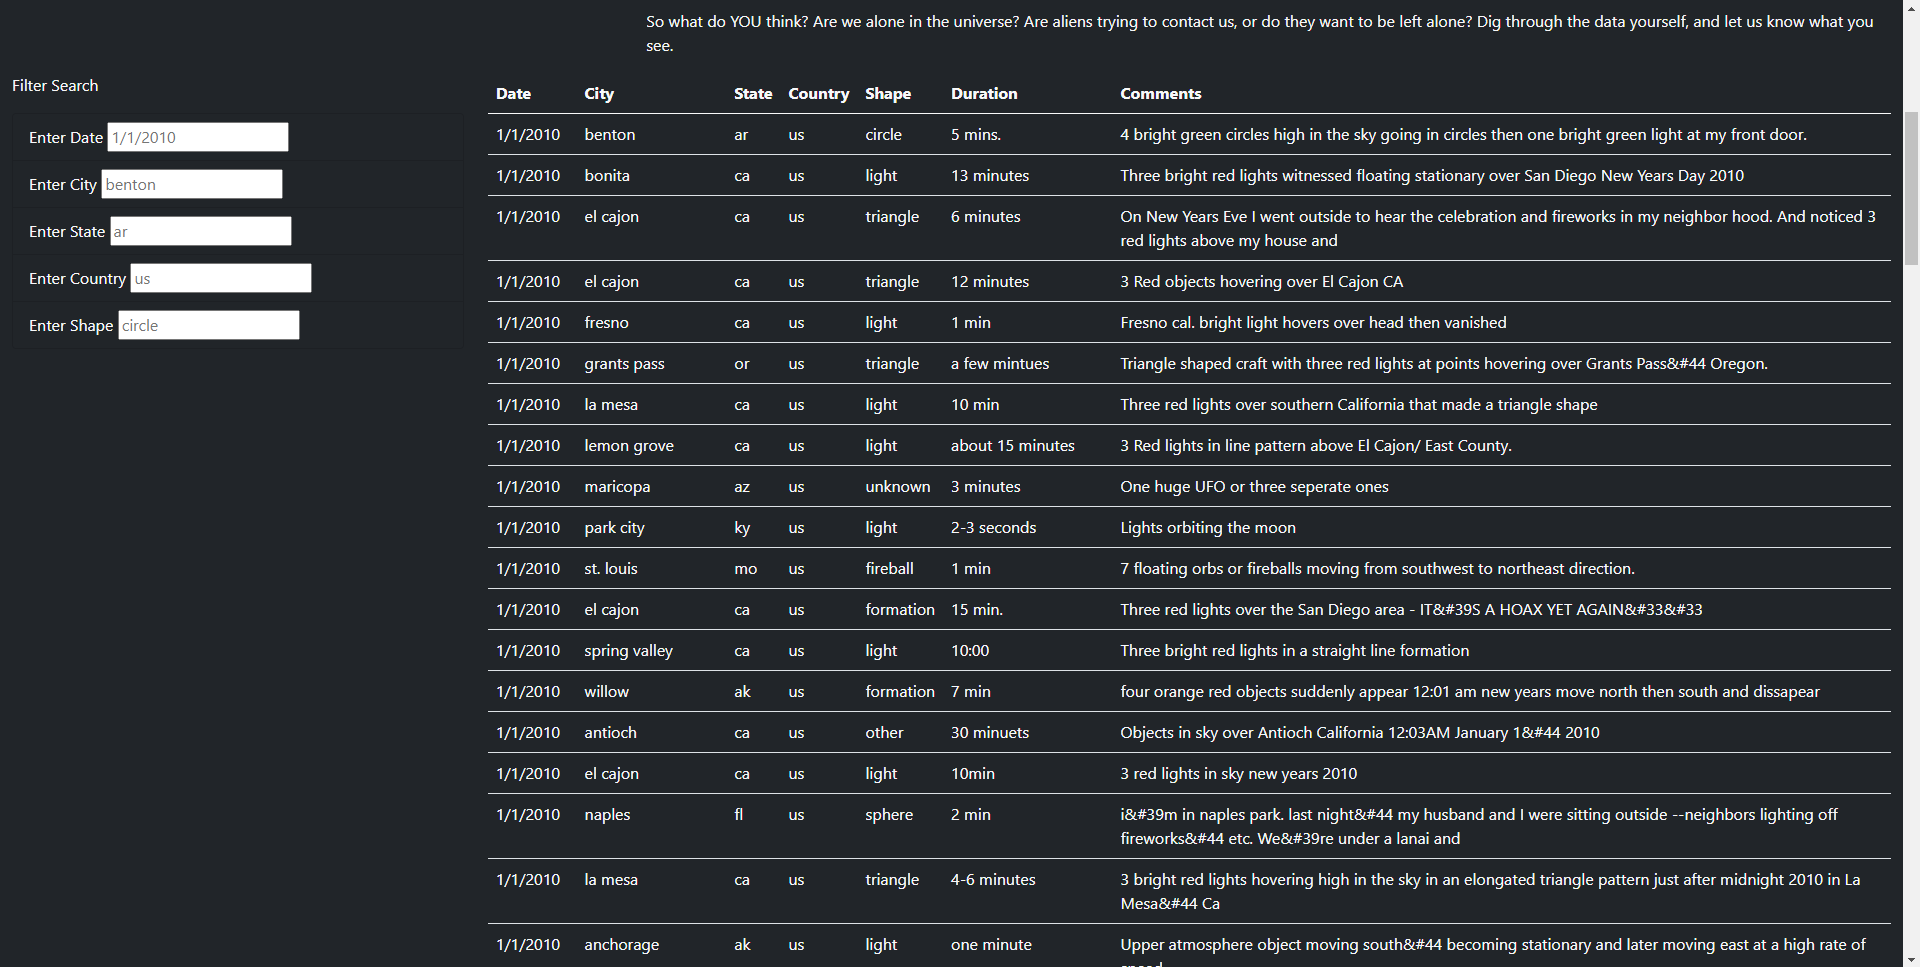 So what do YOU think? Are we alone in the universe? Are aliens trying to contact us, or do they want to be left alone? Dig through the data yourself, and let us know what you
see.
Filter Search
Enter Date 1/1/2010
Enter City benton
Enter State ar
Enter Country us
Enter Shape circle
Date City State Country Shape Duration Comments
1/1/2010 benton ar us circle 5 mins. 4 bright green circles high in the sky going in circles then one bright green light at my front door.
1/1/2010 bonita ca us light 13 minutes Three bright red lights witnessed floating stationary over San Diego New Years Day 2010
1/1/2010 el cajon ca us triangle 6 minutes On New Years Eve I went outside to hear the celebration and fireworks in my neighbor hood. And noticed 3
red lights above my house and
1/1/2010 el cajon ca us triangle 12 minutes 3 Red objects hovering over El Cajon CA
1/1/2010 fresno ca us light 1 min Fresno cal. bright light hovers over head then vanished
1/1/2010 grants pass or us triangle a few mintues Triangle shaped craft with three red lights at points hovering over Grants Pass&#44 Oregon.
1/1/2010 la mesa ca us light 10 min Three red lights over southern California that made a triangle shape
1/1/2010 lemon grove ca us light about 15 minutes 3 Red lights in line pattern above El Cajon/ East County.
1/1/2010 maricopa az us unknown 3 minutes One huge UFO or three seperate ones
1/1/2010 park city ky us light 2-3 seconds Lights orbiting the moon
1/1/2010 st. louis mo us fireball 1 min 7 floating orbs or fireballs moving from southwest to northeast direction.
1/1/2010 el cajon ca us formation 15 min. Three red lights over the San Diego area - IT&#39S A HOAX YET AGAIN&#33&#33
1/1/2010 spring valley ca us light 10:00 Three bright red lights in a straight line formation
1/1/2010 willow ak us formation 7 min four orange red objects suddenly appear 12:01 am new years move north then south and dissapear
1/1/2010 antioch ca us other 30 minuets Objects in sky over Antioch California 12:03AM January 1&#44 2010
1/1/2010 el cajon ca us light 10min 3 red lights in sky new years 2010
1/1/2010 naples fl us sphere 2 min i&#39m in naples park. last night&#44 my husband and I were sitting outside --neighbors lighting off
fireworks&#44 etc. We&#39re under a lanai and
1/1/2010 la mesa ca us triangle 4-6 minutes 3 bright red lights hovering high in the sky in an elongated triangle pattern just after midnight 2010 in La
Mesa&#44 Ca
1/1/2010 anchorage ak us light one minute Upper atmosphere object moving south&#44 becoming stationary and later moving east at a high rate of